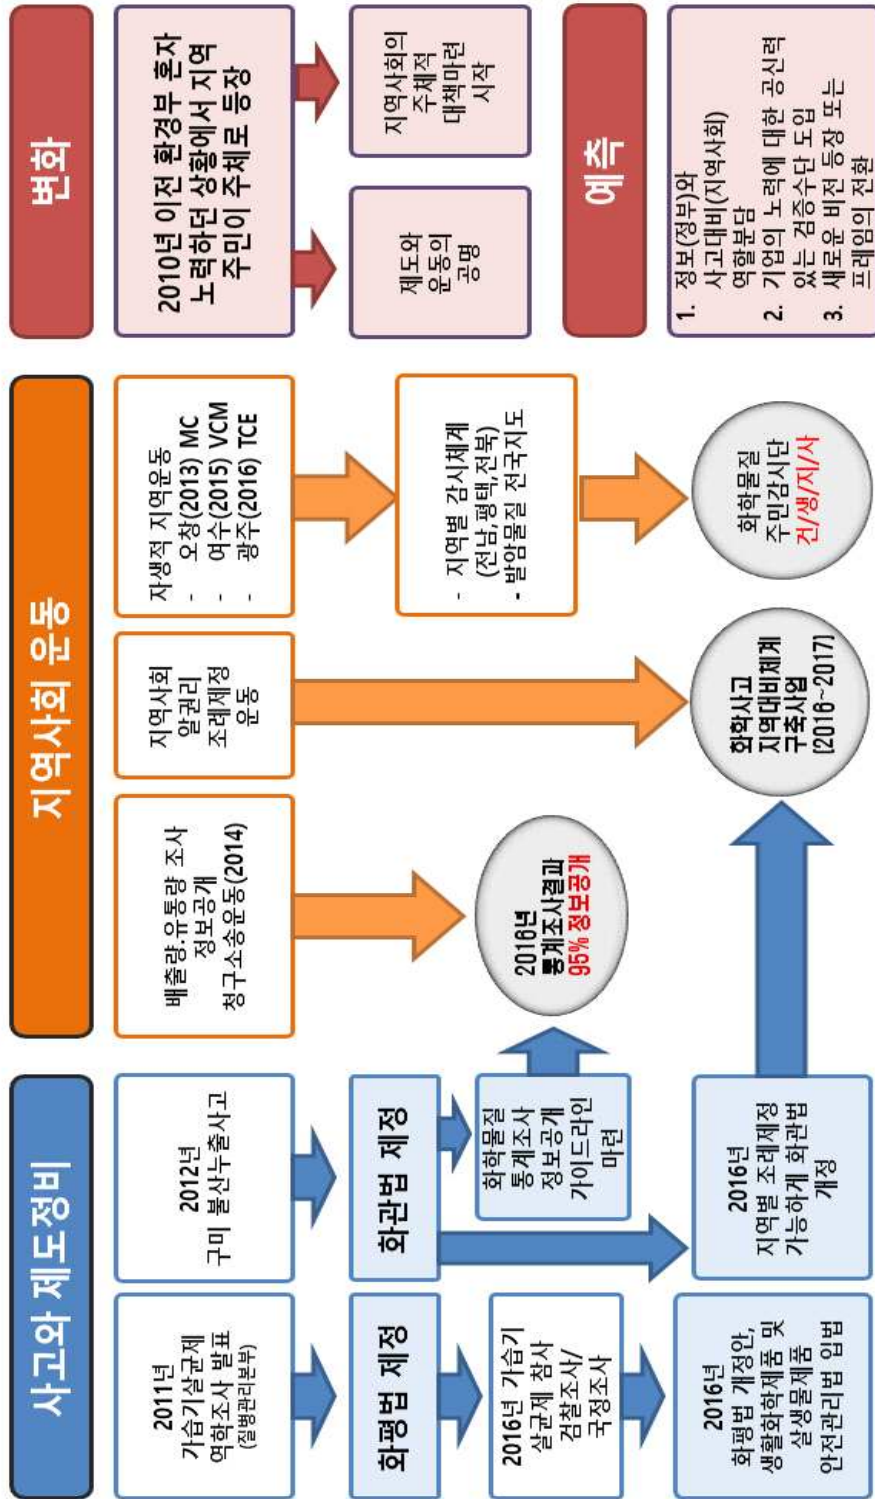 사고와 제도정비
2011년
가습기살균제
역학조사 발표
(질병관리본부)
화평법 제정
2016년 가습기
살균제 참사
검찰조사/
국정조사
2016년
화평법 개정안,
생활화학제품 및
살생물제품
안전관리법 입법
2012년
구미 불산누출사고
화관법 제정
화학물질
통계조사
정보공개
가이드라인
마련
2016년
지역별 조례제정
가능하게 화관법
개정
지역사회 운동
배출량.유통량 조사
정보공개
청구소송운동(2014)
2016년
통계조사결과
95% 정보공개
지역사회
알권리
조례제정
운동
화학사고
지역대비체계
구축사업
(2016~2017)
자생적 지역운동
- 오창(2013) MC
- 여수(2015) VCM
- 광주(2016) TCE
- 지역별 감시체계
(전남,평택,전북)
- 발암물질 전국지도
화학물질
주민감시단
건/생/지/사
변화
2010년 이전 환경부 혼자
노력하던 상황에서 지역
주민이 주체로 등장
제도와
운동의
공명
지역사회의
주체적
대책마련
시작
예측
1. 정보(정부)와
사고대비(지역사회)
역할분담
2. 기업의 노력에 대한 공신력
있는 검증수단 도입
3. 새로운 비전 등장 또는
프레임의 전환